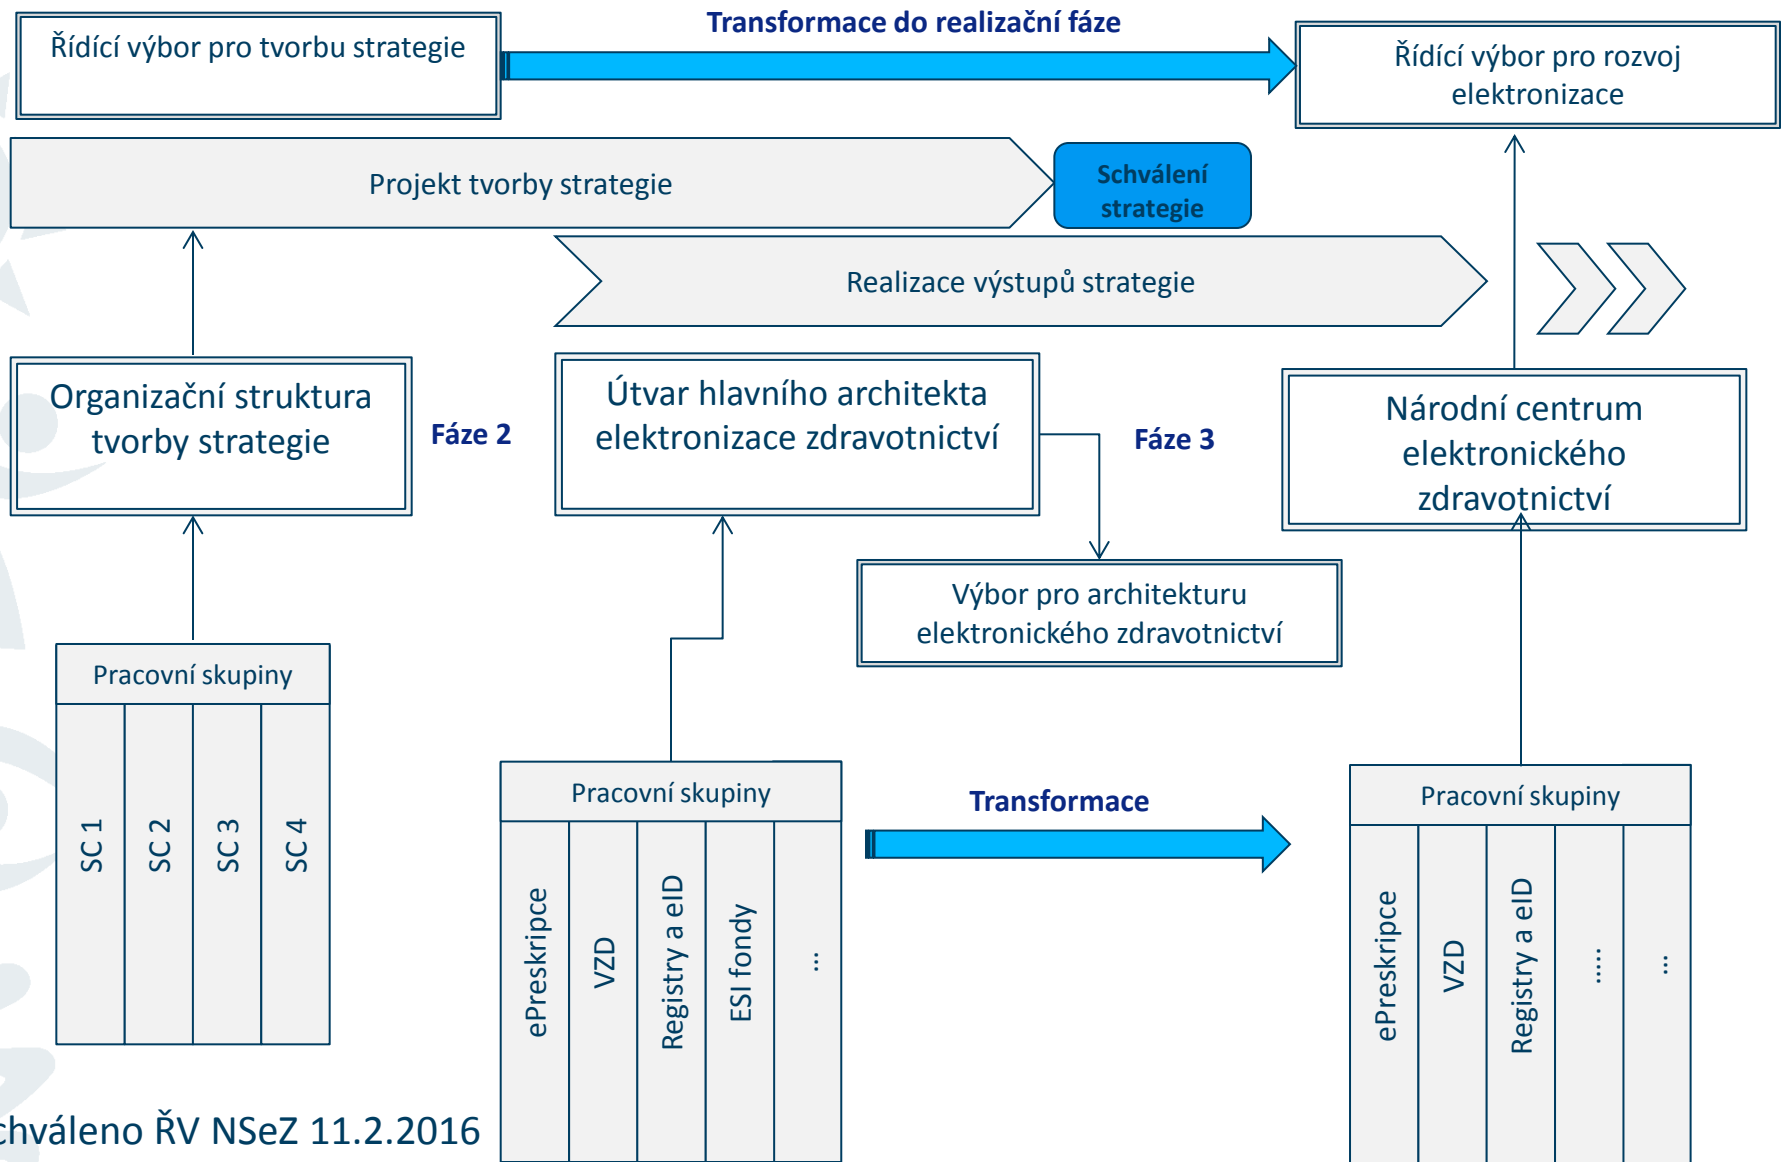 Transformace do realizační fáze
Řídící výbor pro tvorbu strategie
Řídící výbor pro rozvoj
elektronizace
Projekt tvorby strategie
Schválení
strategie
Realizace výstupů strategie
Organizační struktura
tvorby strategie
Fáze 2
Útvar hlavního architekta
elektronizace zdravotnictví
Fáze 3
Národní centrum
elektronického
zdravotnictví
Výbor pro architekturu
elektronického zdravotnictví
Pracovní skupiny
SC 1
SC 2
SC 3
SC 4
Pracovní skupiny
ePreskripce
VZD
Registry a eID
ESI fondy
...
Transformace
Pracovní skupiny
ePreskripce
VZD
Registry a eID
.....
...
chváleno ŘV NSeZ 11.2.2016